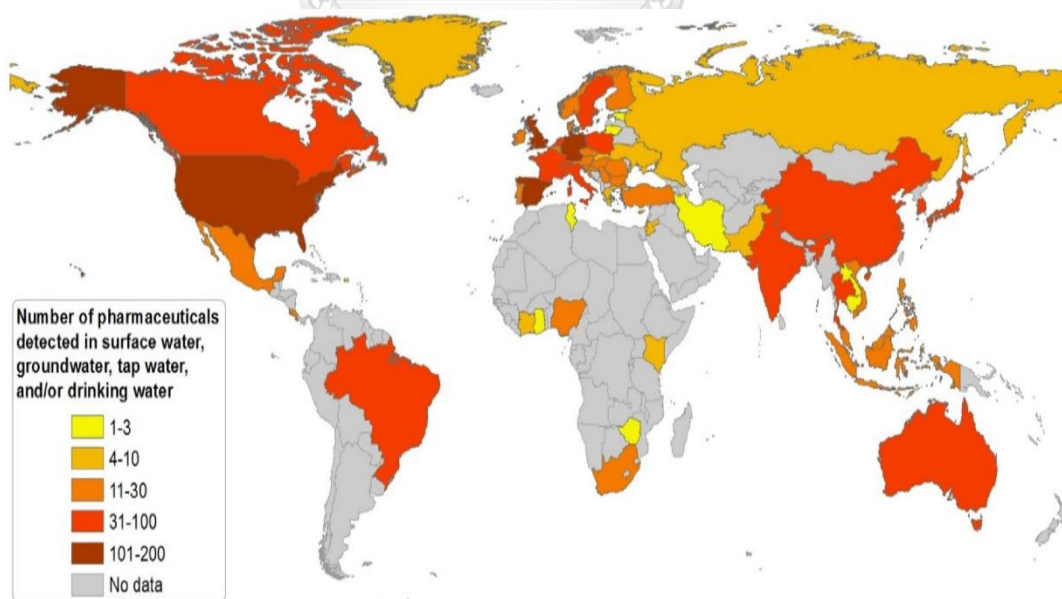 Number of pharmaceuticals
detected in surface water,
groundwater, tap water,
and/or drinking water
1-3
4-10
11-30
31-100
101-200
No data